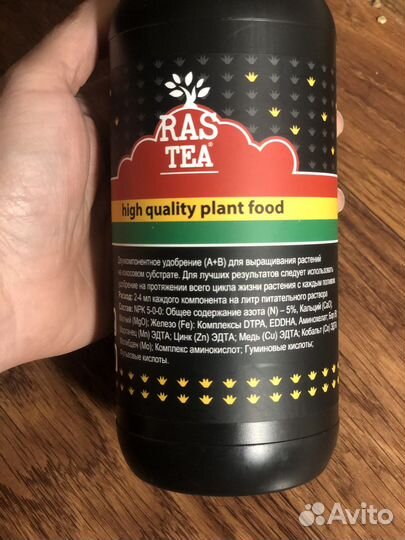 RAS
TEA®
high quality plant food
Двухкомпонентное удобрение (А+В) для выращивания растений
на кокосовом субстрате. Для лучших результатов следует использовать
удобрение на протяжении всего цикла жизни растения с каждым поливом.
Расход: 2-4 мл каждого компонента на литр питательного раствора
Состав: NPK 5-0-0: Общее содержание азота (N) – 5%, Кальций (CaO),
Магний (MgO); Железо (Fe): Комплексы DTPA, EDDHA, Аминохелат, Бор (B)
Марганец (Mn) ЭДТА; Цинк (Zn) ЭДТА; Медь (Cu) ЭДТА; Кобальт (Co) ЭДТА
Молибден (Mo): Комплекс аминокислот; Гуминовые кислоты;
Фульвовые кислоты.
Avito